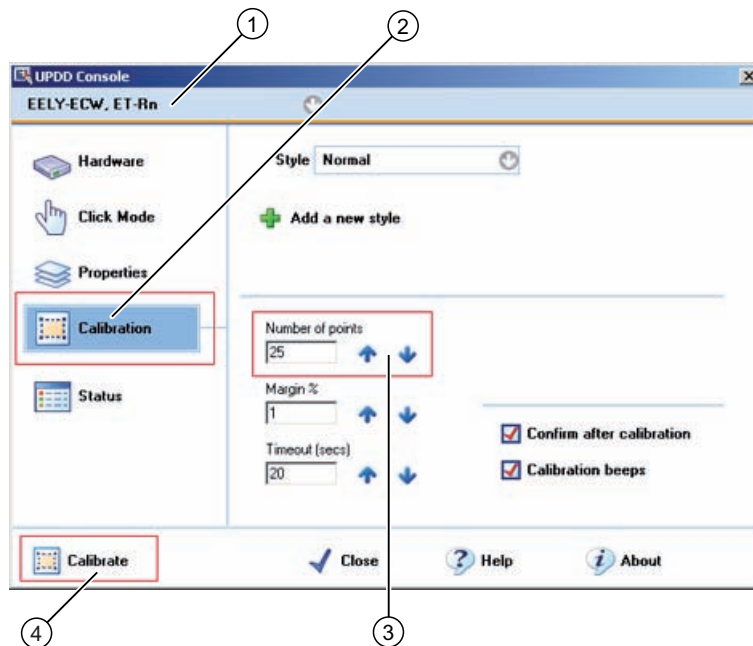 1 2
UPDD Console
EELY-ECW, ET-Rn
Hardware
Click Mode
Properties
Calibration
Status
Style Normal
Add a new style
Number of points
25
Margin %
1
Timeout (secs)
20
Confirm after calibration
Calibration beeps
Calibrate Close Help About
4 3